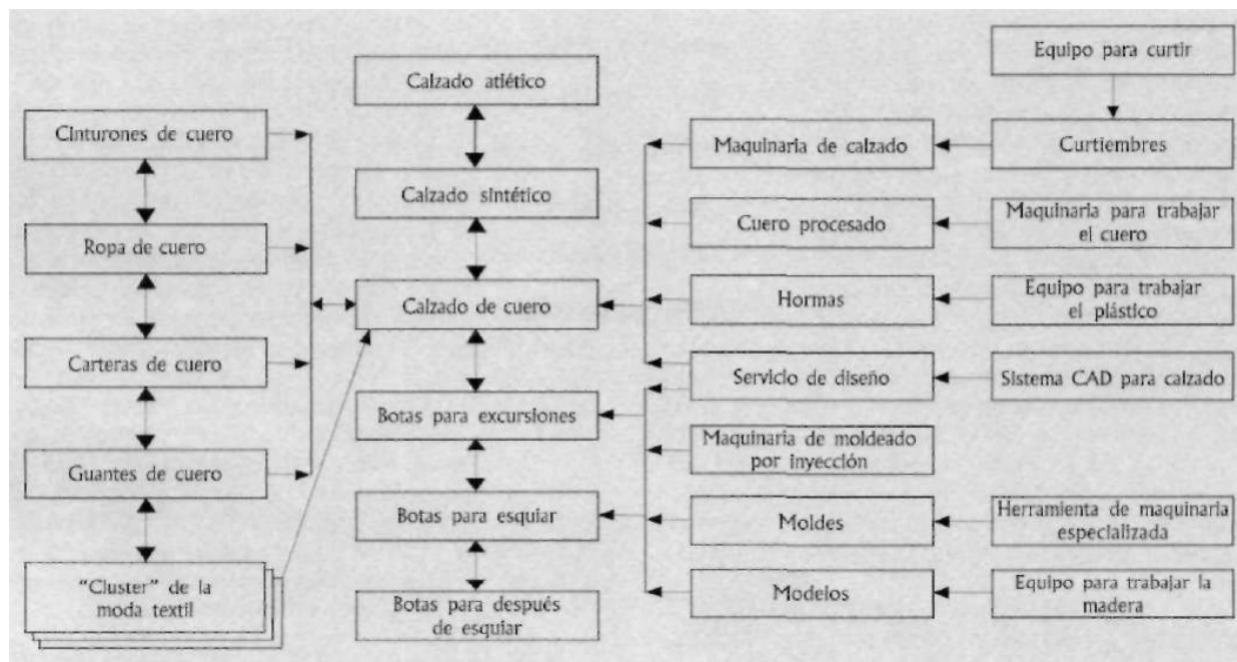 Cinturones de cuero
Ropa de cuero
Carteras de cuero
Guantes de cuero
"Cluster" de la
moda textil
Calzado atlético
Calzado sintético
Calzado de cuero
Botas para excursiones
Botas para esquiar
Botas para después
de esquiar
Maquinaria de calzado
Cuero procesado
Hormas
Servicio de diseño
Maquinaria de moldeado
por inyección
Moldes
Modelos
Equipo para curtir
Curtiembres
Maquinaria para trabajar
el cuero
Equipo para trabajar
el plástico
Sistema CAD para calzado
Herramienta de maquinaria
especializada
Equipo para trabajar la
madera